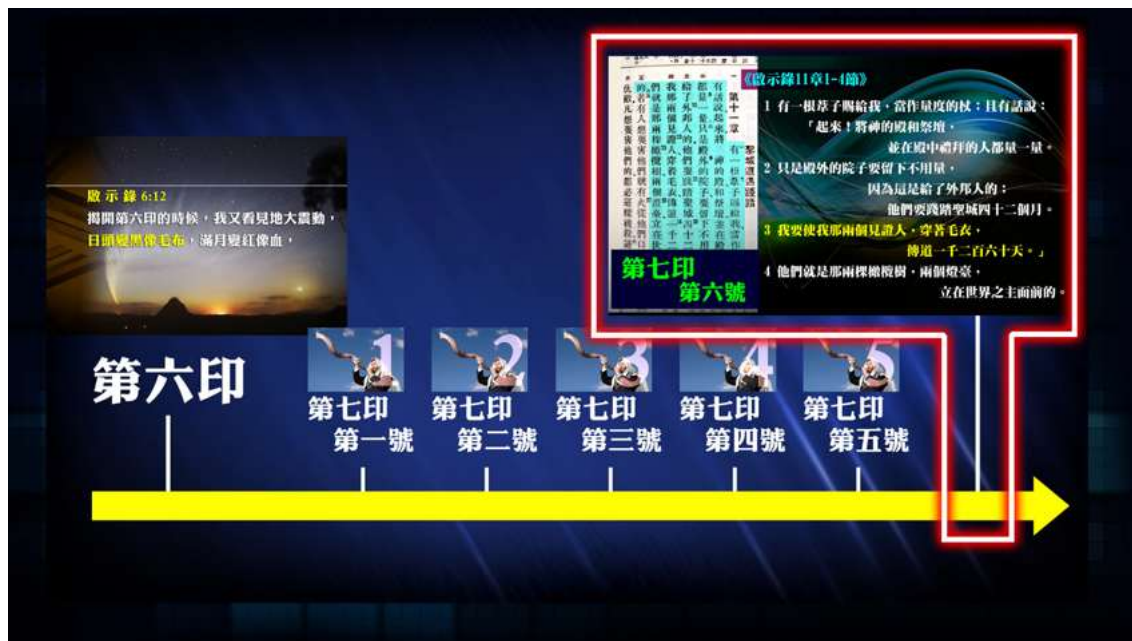 啟示錄 6:12
揭開第六印的時候，我又看見地大震動，
日頭變黑像毛布，滿月變紅像血，
第六印
1
第七印
第一號
2
第七印
第二號
3
第七印
第三號
4
第七印
第四號
5
第七印
第五號
第十一章
第七印
第六號
《啟示錄11章1-4節》
1 有一根葦子賜給我，當作量度的杖；且有話說：
「起來！將神的殿和祭壇，
並在殿中禮拜的人都量一量。
2 只是殿外的院子要留下不用量，
因為這是給了外邦人的；
他們要踐踏聖城四十二個月。
3 我要使我那兩個見證人，穿著毛衣，
傳道一千二百六十天。」
4 他們就是那兩棵橄欖樹，兩個燈臺，
立在世界之主面前的。